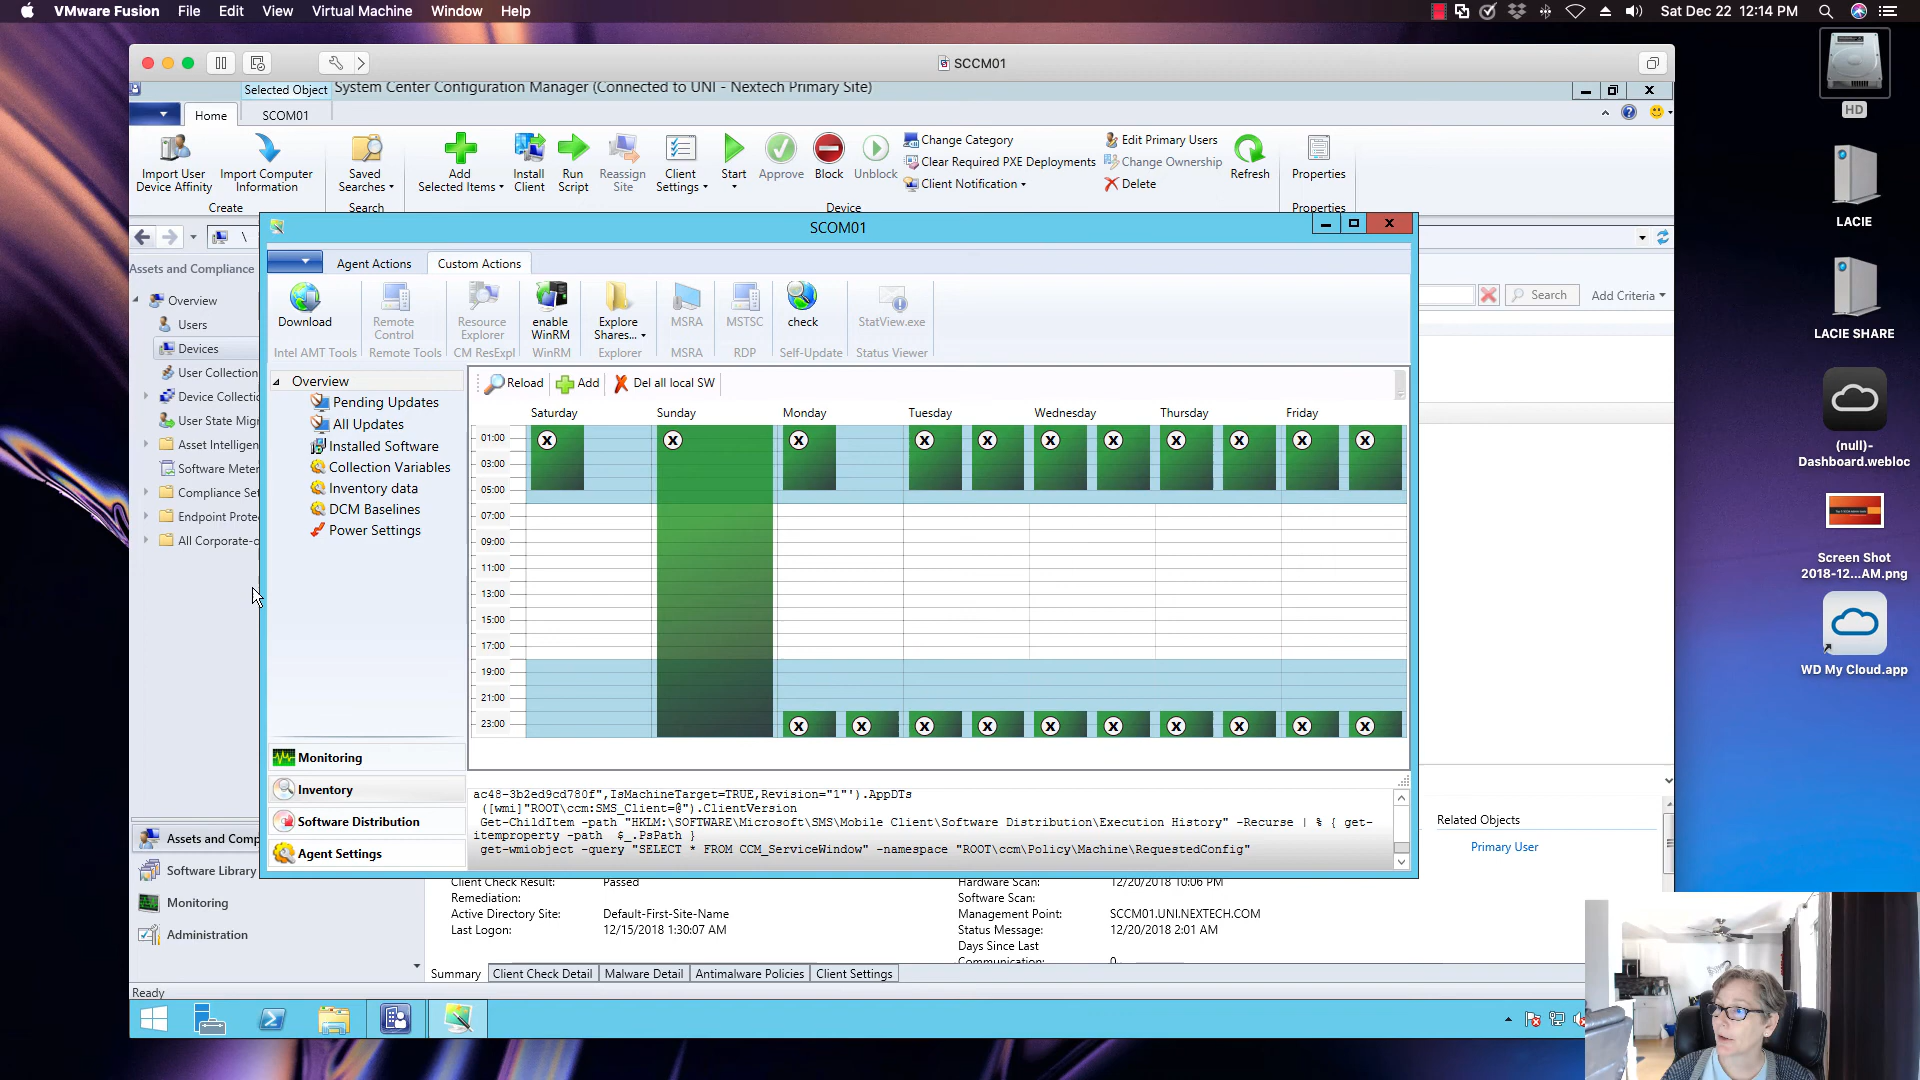 VMware Fusion File Edit View Virtual Machine Window Help
Sat Dec 22 12:14 PM
SCCM01
Selected Object System Center Configuration Manager (Connected to UNI - Nextech Primary Site)
Home SCOM01
Import User Device Affinity
Import Computer Information
Create
Saved Searches
Search
Add Selected Items
Install Client
Run Script
Reassign Site
Client Settings
Start
Approve
Block
Unblock
Change Category
Clear Required PXE Deployments
Client Notification
Edit Primary Users
Change Ownership
Delete
Refresh
Device
Properties
Properties
\
Assets and Compliance
Overview
Users
Devices
User Collection
Device Collectio
User State Migr
Asset Intelligen
Software Meter
Compliance Set
Endpoint Prote
All Corporate-o
Search Add Criteria
SCOM01
Agent Actions Custom Actions
Download
Intel AMT Tools
Remote Control
Remote Tools
Resource Explorer
CM ResExpl
enable WinRM
WinRM
Explore Shares...
Explorer
MSRA
MSRA
MSTSC
RDP
check
Self-Update
StatView.exe
Status Viewer
Overview
Pending Updates
All Updates
Installed Software
Collection Variables
Inventory data
DCM Baselines
Power Settings
Monitoring
Inventory
Software Distribution
Agent Settings
Reload Add Del all local SW
Saturday Sunday Monday Tuesday Wednesday Thursday Friday
01:00
03:00
05:00
07:00
09:00
11:00
13:00
15:00
17:00
19:00
21:00
23:00
ac48-3b2ed9cd780f",IsMachineTarget=TRUE,Revision="1"').AppDTs
([wmi]"ROOT\ccm:SMS_Client=@").ClientVersion
Get-ChildItem -path "HKLM:\SOFTWARE\Microsoft\SMS\Mobile Client\Software Distribution\Execution History" -Recurse | % { get-
itemproperty -path $_.PsPath }
get-wmiobject -query "SELECT * FROM CCM_ServiceWindow" -namespace "ROOT\ccm\Policy\Machine\RequestedConfig"
Related Objects
Primary User
Assets and Comp
Software Library
Monitoring
Administration
Client Check Result: Passed
Remediation:
Active Directory Site: Default-First-Site-Name
Last Logon: 12/15/2018 1:30:07 AM
Hardware Scan: 12/20/2018 10:06 PM
Software Scan:
Management Point: SCCM01.UNI.NEXTECH.COM
Status Message: 12/20/2018 2:01 AM
Days Since Last
Communication: 0
Summary Client Check Detail Malware Detail Antimalware Policies Client Settings
Ready
HD
LACIE
LACIE SHARE
(null)-
Dashboard.webloc
Screen Shot
2018-12...AM.png
WD My Cloud.app